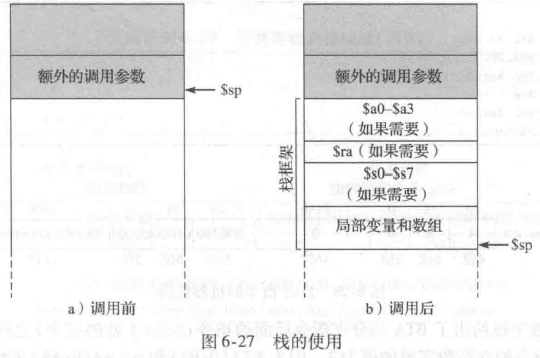 额外的调用参数
$sp
a）调用前
栈框架
额外的调用参数
$a0–$a3
（如果需要）
$ra（如果需要）
$s0–$s7
（如果需要）
局部变量和数组
$sp
b）调用后
图6-27 栈的使用